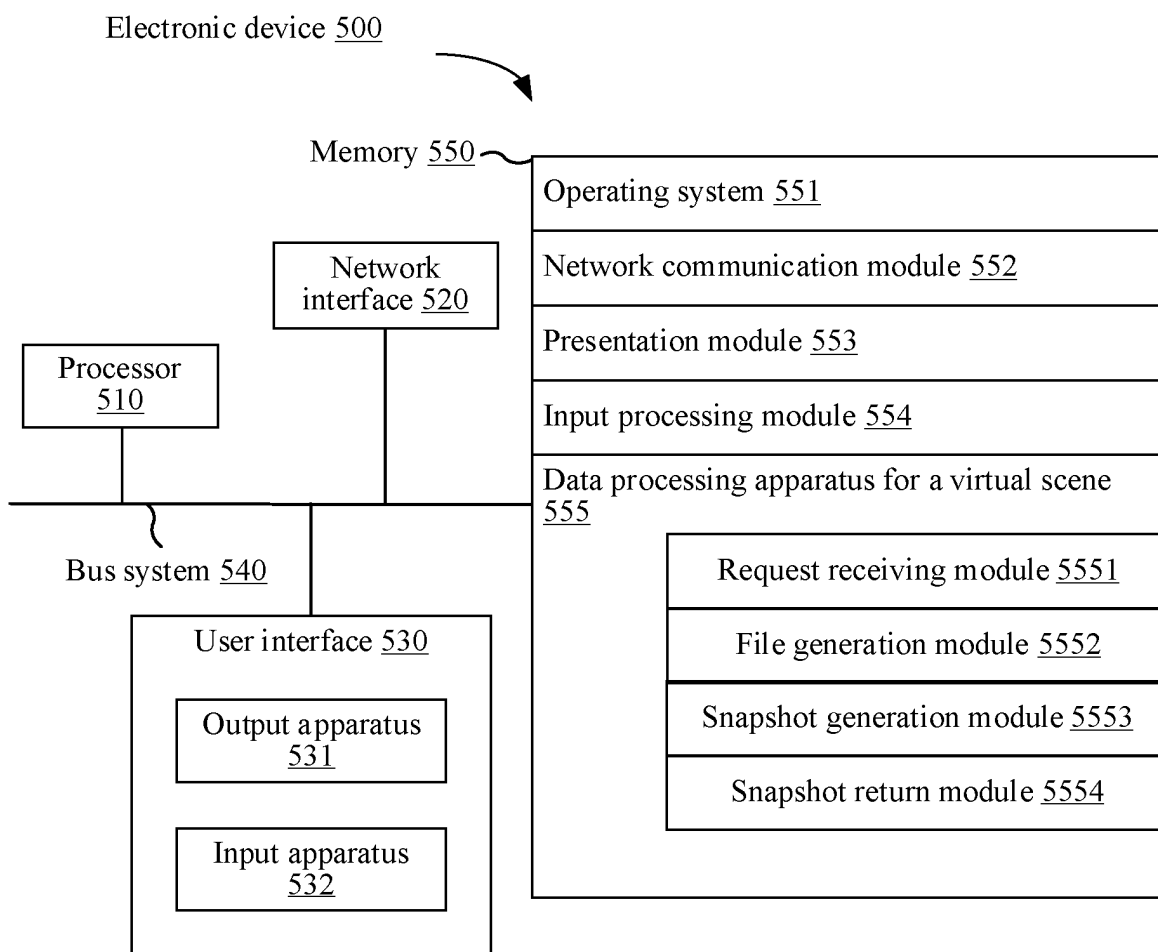 Electronic device 500
Memory 550
Operating system 551
Network communication module 552
Network
interface 520
Presentation module 553
Processor
510
Input processing module 554
Data processing apparatus for a virtual scene
555
Bus system 540
Request receiving module 5551
File generation module 5552
Snapshot generation module 5553
Snapshot return module 5554
User interface 530
Output apparatus
531
Input apparatus
532